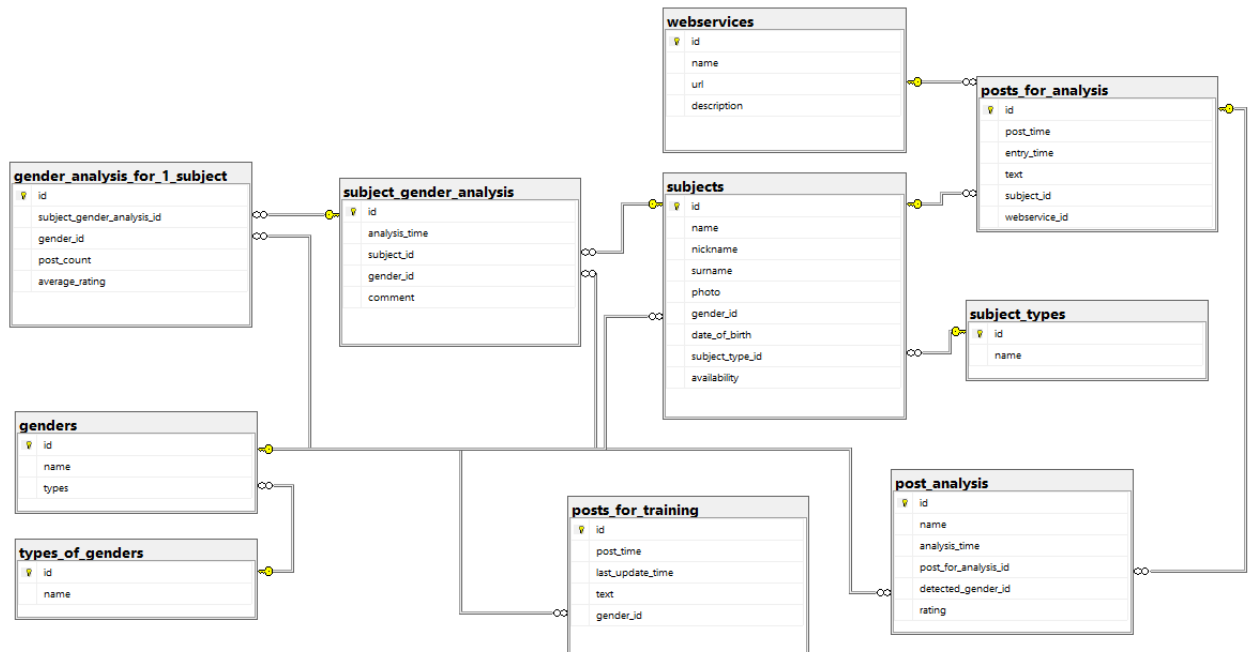 webservices
id
name
url
description
posts_for_analysis
id
post_time
entry_time
text
subject_id
webservice_id
gender_analysis_for_1_subject
id
subject_gender_analysis_id
gender_id
post_count
average_rating
subject_gender_analysis
id
analysis_time
subject_id
gender_id
comment
subjects
id
name
nickname
surname
photo
gender_id
date_of_birth
subject_type_id
availability
subject_types
id
name
genders
id
name
types
types_of_genders
id
name
posts_for_training
id
post_time
last_update_time
text
gender_id
post_analysis
id
name
analysis_time
post_for_analysis_id
detected_gender_id
rating